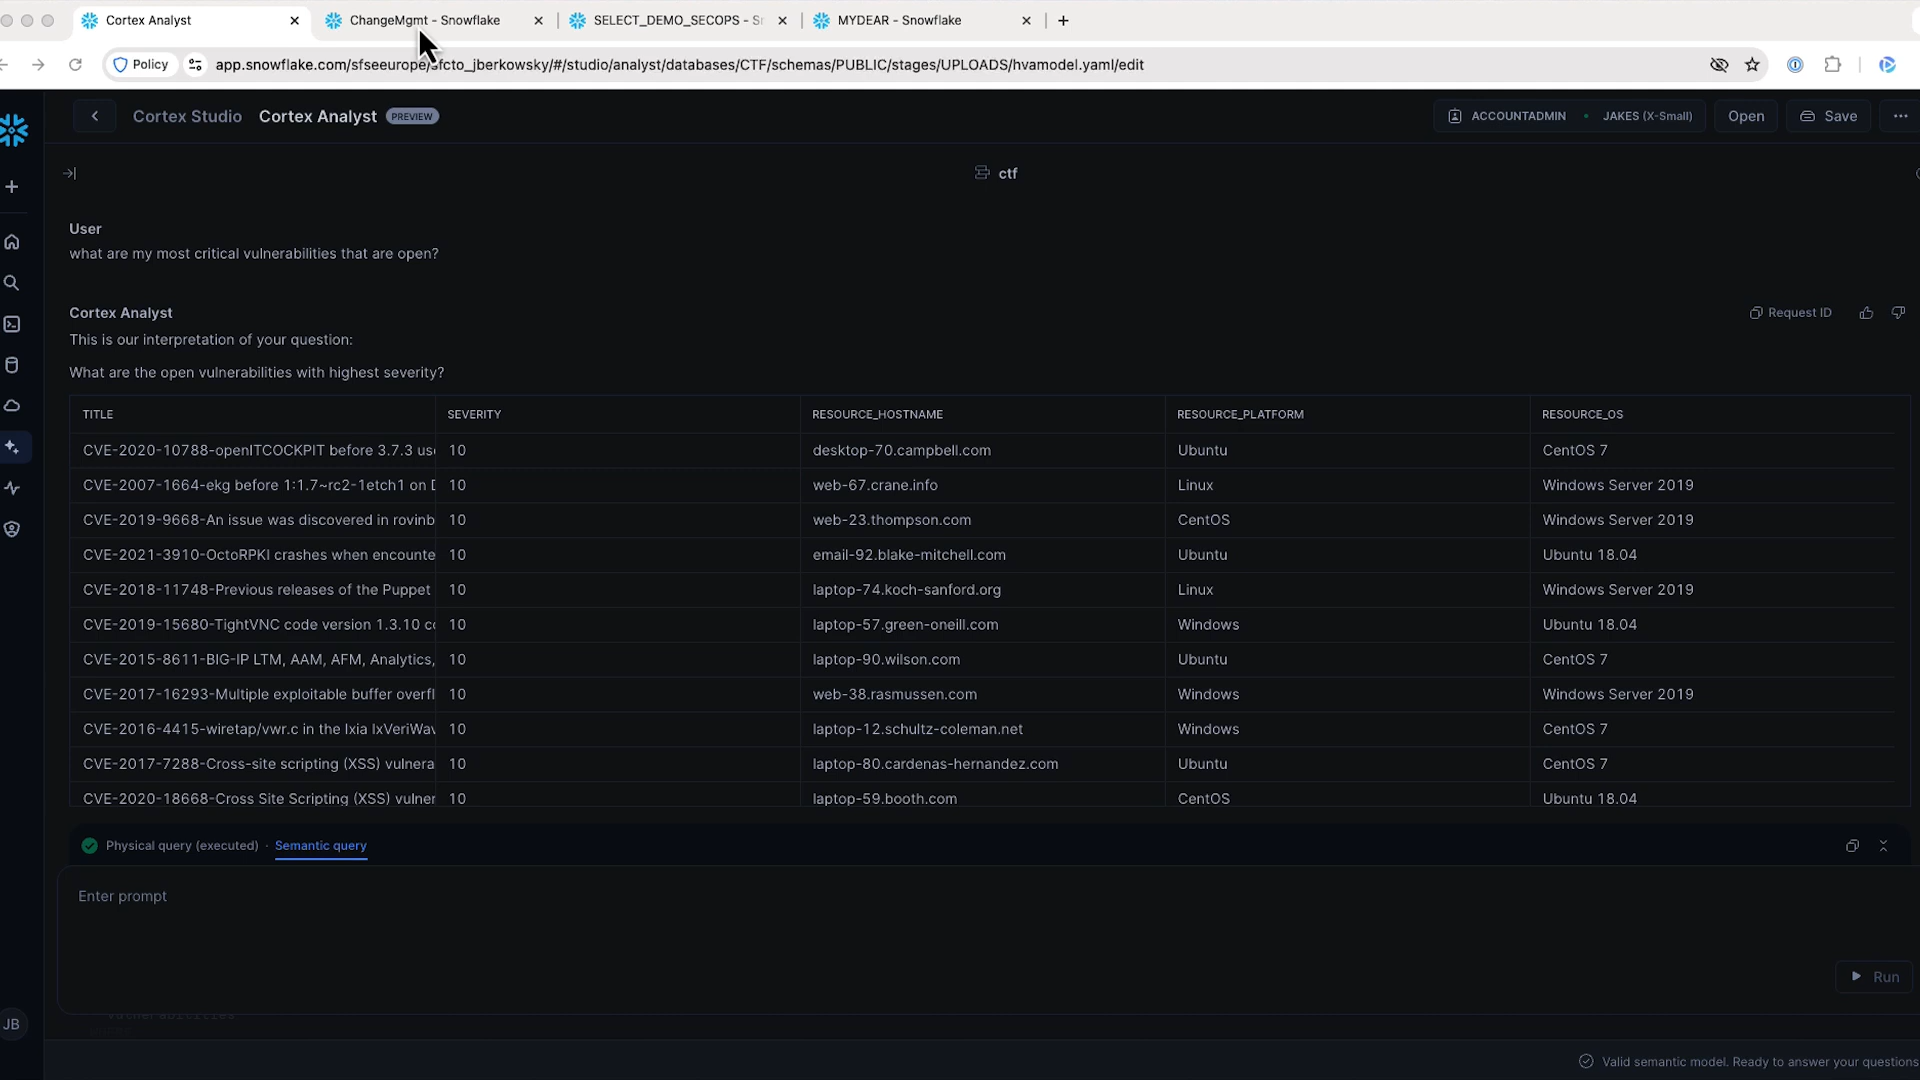 Cortex Analyst
ChangeMgmt - Snowflake
SELECT_DEMO_SECOPS - Sn
MYDEAR - Snowflake
Policy
app.snowflake.com/sfseeurope/sfcto_jberkowsky/#/studio/analyst/databases/CTF/schemas/PUBLIC/stages/UPLOADS/hvamodel.yaml/edit
Cortex Studio Cortex Analyst PREVIEW
ACCOUNTADMIN • JAKES (X-Small)
Open
Save
ctf
User
what are my most critical vulnerabilities that are open?
Cortex Analyst
Request ID
This is our interpretation of your question:
What are the open vulnerabilities with highest severity?
TITLE SEVERITY RESOURCE_HOSTNAME RESOURCE_PLATFORM RESOURCE_OS
CVE-2020-10788-openITCOCKPIT before 3.7.3 us 10 desktop-70.campbell.com Ubuntu CentOS 7
CVE-2007-1664-ekg before 1:1.7~rc2-1etch1 on 10 web-67.crane.info Linux Windows Server 2019
CVE-2019-9668-An issue was discovered in rovinb 10 web-23.thompson.com CentOS Windows Server 2019
CVE-2021-3910-OctoRPKI crashes when encounte 10 email-92.blake-mitchell.com Ubuntu Ubuntu 18.04
CVE-2018-11748-Previous releases of the Puppet 10 laptop-74.koch-sanford.org Linux Windows Server 2019
CVE-2019-15680-TightVNC code version 1.3.10 co 10 laptop-57.green-oneill.com Windows Ubuntu 18.04
CVE-2015-8611-BIG-IP LTM, AAM, AFM, Analytics, 10 laptop-90.wilson.com Ubuntu CentOS 7
CVE-2017-16293-Multiple exploitable buffer overfl 10 web-38.rasmussen.com Windows Windows Server 2019
CVE-2016-4415-wiretap/vwr.c in the Ixia IxVeriWav 10 laptop-12.schultz-coleman.net Windows CentOS 7
CVE-2017-7288-Cross-site scripting (XSS) vulnera 10 laptop-80.cardenas-hernandez.com Ubuntu CentOS 7
CVE-2020-18668-Cross Site Scripting (XSS) vulner 10 laptop-59.booth.com CentOS Ubuntu 18.04
Physical query (executed) · Semantic query
Enter prompt
Run
vulnerabilities
JB
Valid semantic model. Ready to answer your questions